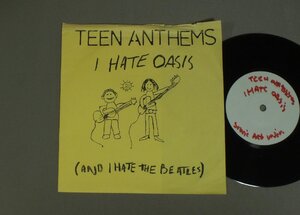 TEEN ANTHEMS
I HATE OASIS
(AND I HATE THE BEATLES)
TEEN ANTHEMS
I HATE
OASIS